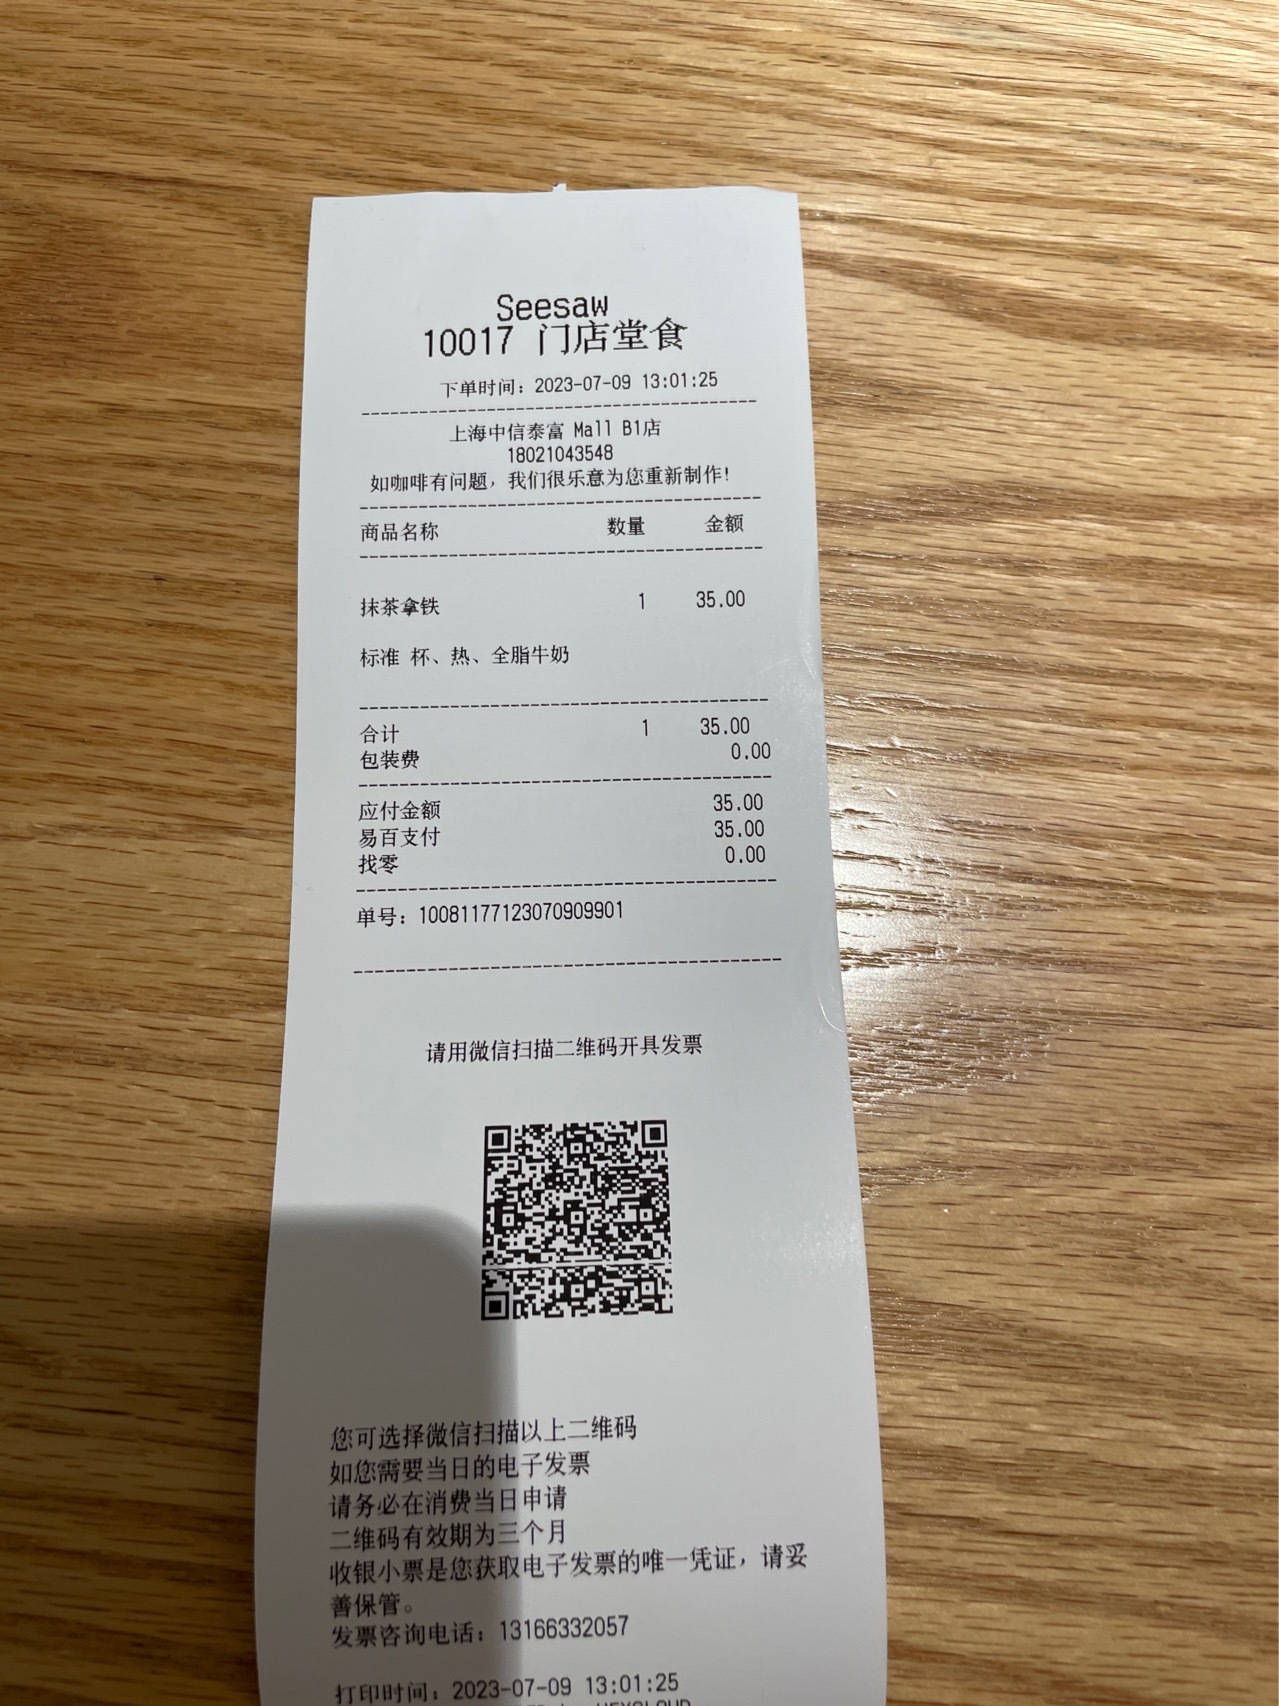 Seesaw
10017 门店堂食
下单时间：2023-07-09 13:01:25
上海中信泰富 Mall B1店
18021043548
如咖啡有问题，我们很乐意为您重新制作!
商品名称 数量 金额
抹茶拿铁 1 35.00
标准 杯、热、全脂牛奶
合计 1 35.00
包装费 0.00
应付金额 35.00
易百支付 35.00
找零 0.00
单号：10081177123070909901
请用微信扫描二维码开具发票
您可选择微信扫描以上二维码
如您需要当日的电子发票
请务必在消费当日申请
二维码有效期为三个月
收银小票是您获取电子发票的唯一凭证，请妥
善保管。
发票咨询电话：13166332057
打印时间：2023-07-09 13:01:25
HEXCLOUD